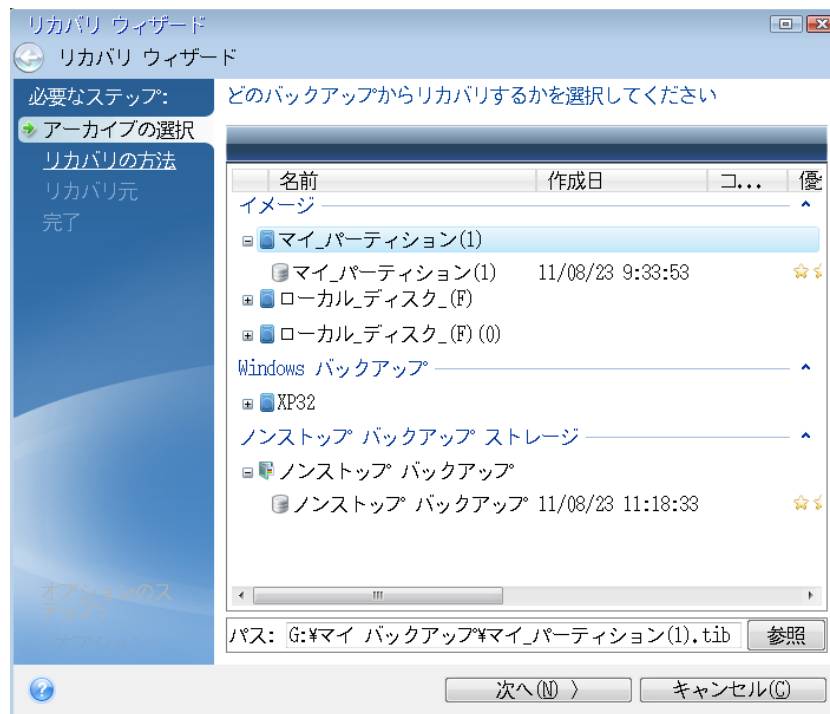 リカバリ ウィザード
リカバリ ウィザード
必要なステップ:
アーカイブの選択
リカバリの方法
リカバリ元
完了
オプションのス
テップ:
どのバックアップからリカバリするかを選択してください
名前 作成日 コ... 優
イメージ
マイ_パーティション(1)
マイ_パーティション(1) 11/08/23 9:33:53
ローカル_ディスク_(F)
ローカル_ディスク_(F)(0)
Windows バックアップ
XP32
ノンストップ バックアップ ストレージ
ノンストップ バックアップ
ノンストップ バックアップ 11/08/23 11:18:33
パス: G:¥マイ バックアップ¥マイ_パーティション(1).tib 参照
次へ(N) 〉 キャンセル(C)